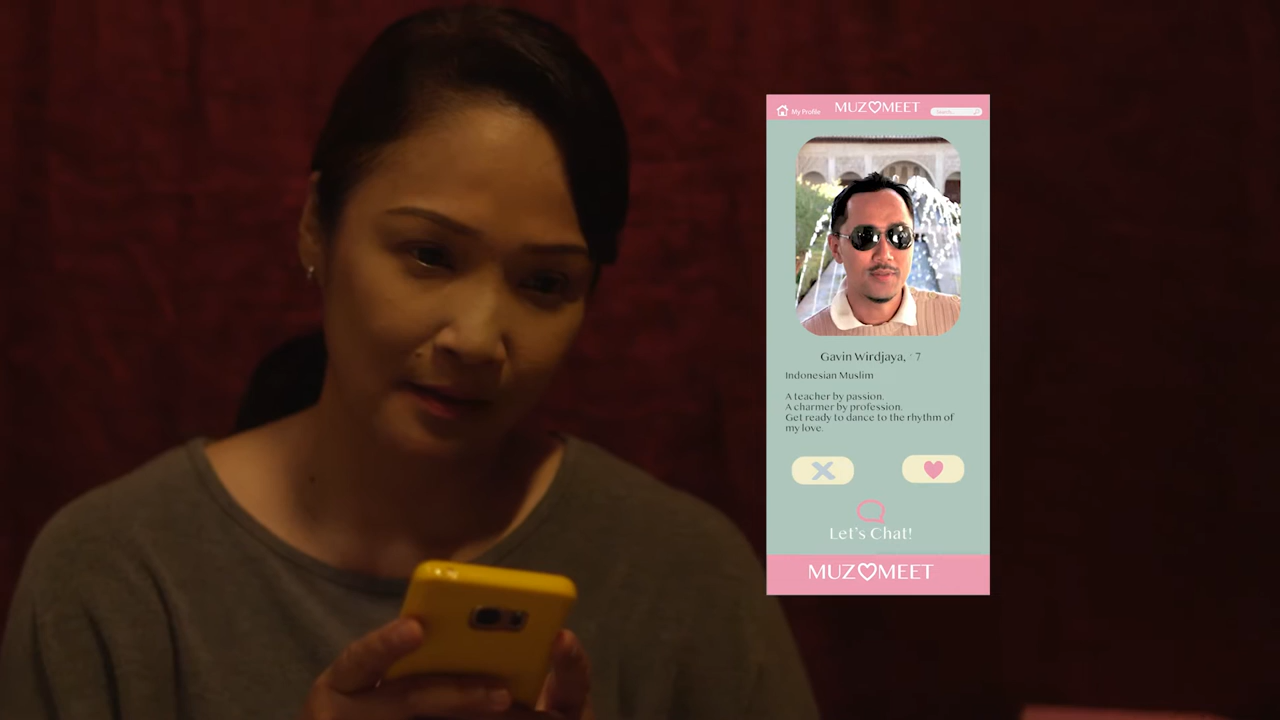 My Profile
MUZ♡MEET
Search...
Gavin Wirdjaya,
Indonesian Muslim
A teacher by passion.
A charmer by profession.
Get ready to dance to the rhythm of
my love.
Let's Chat!
MUZ♡MEET